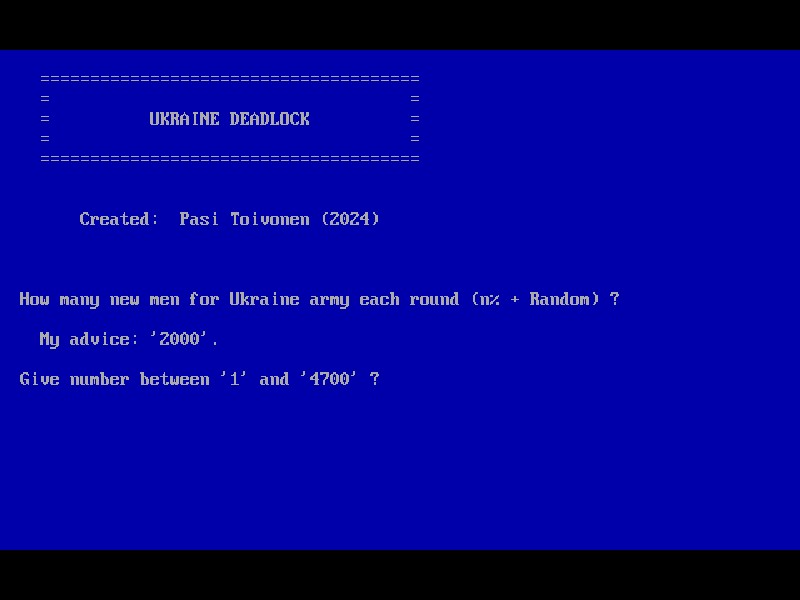 ======================================
=                                    =
=          UKRAINE DEADLOCK          =
=                                    =
======================================
Created:  Pasi Toivonen (2024)
How many new men for Ukraine army each round (n% + Random) ?
My advice: '2000'.
Give number between '1' and '4700' ?